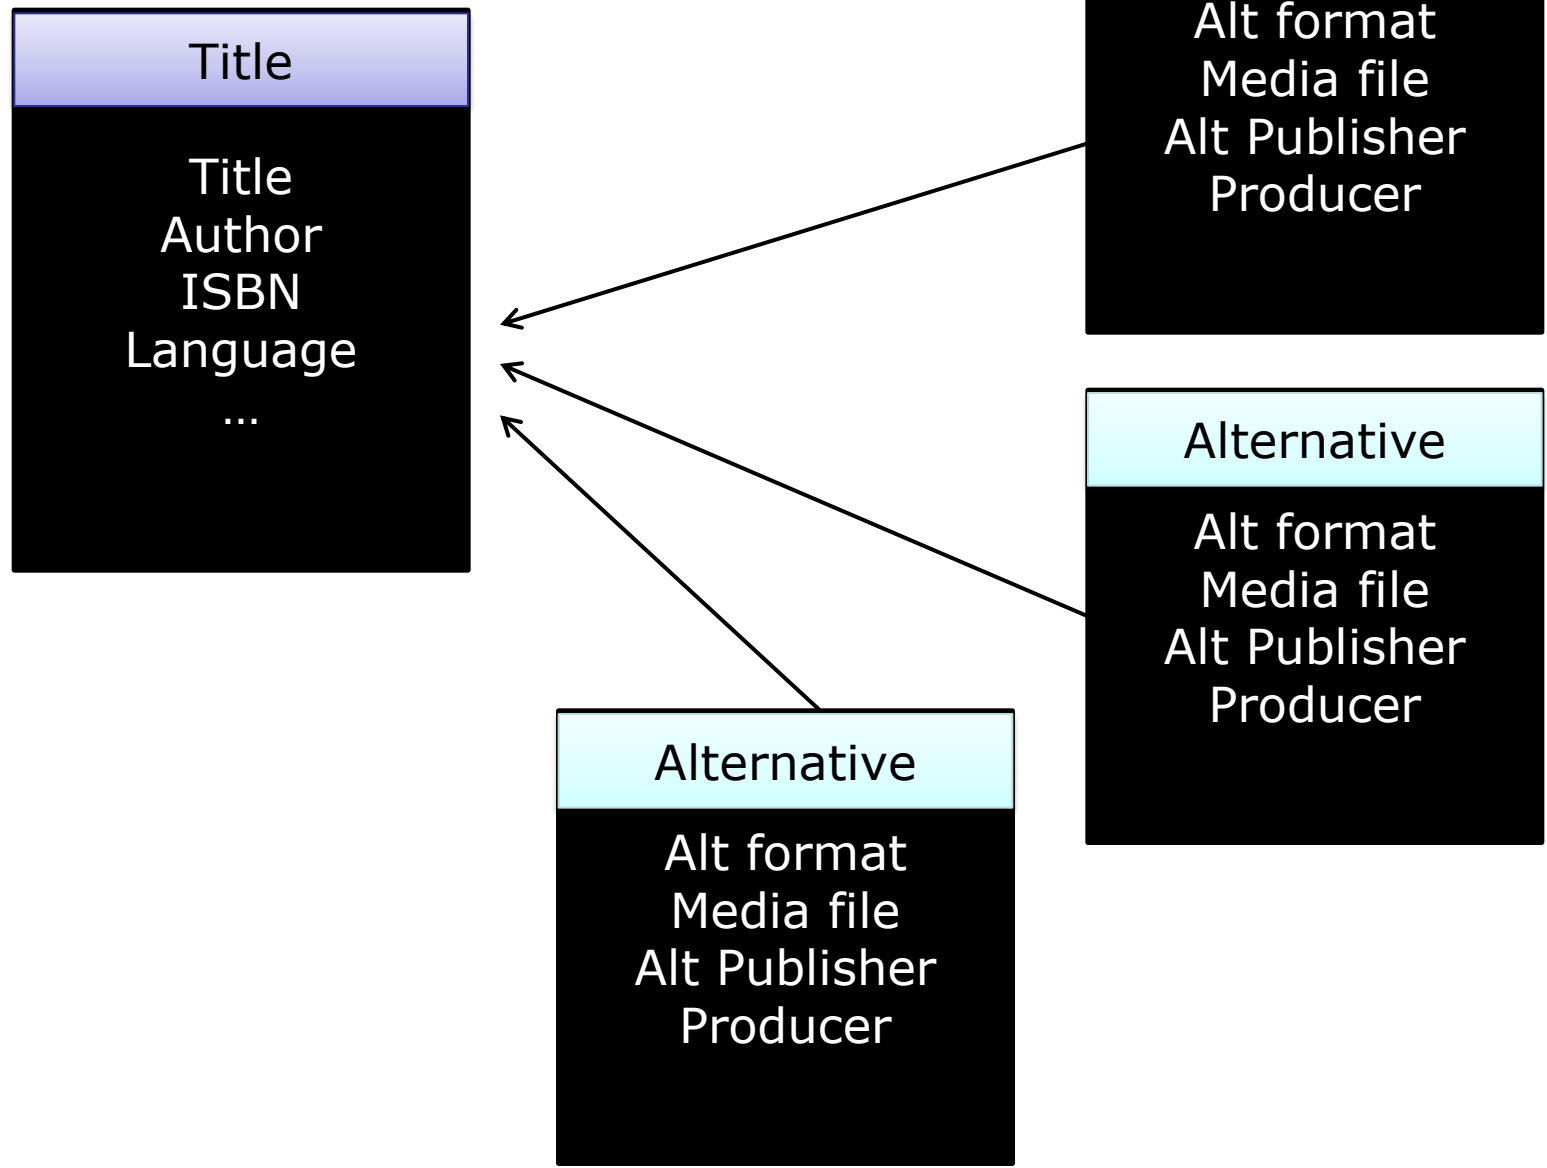 Title
Title
Author
ISBN
Language
...
Alt format
Media file
Alt Publisher
Producer
Alternative
Alt format
Media file
Alt Publisher
Producer
Alternative
Alt format
Media file
Alt Publisher
Producer